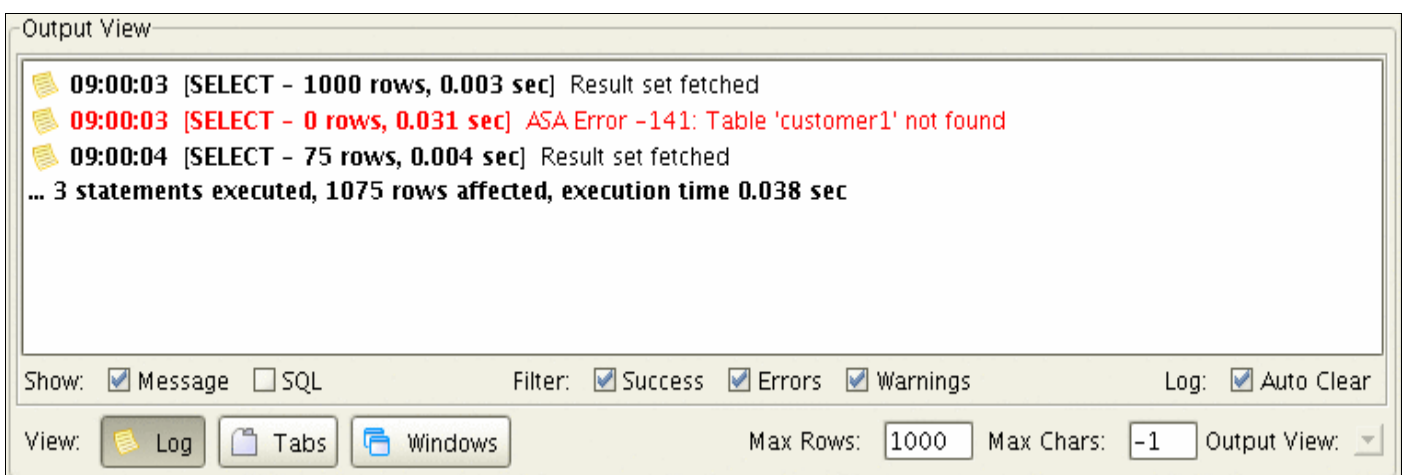 Output View
09:00:03 [SELECT - 1000 rows, 0.003 sec] Result set fetched
09:00:03 [SELECT - 0 rows, 0.031 sec] ASA Error -141: Table 'customer1' not found
09:00:04 [SELECT - 75 rows, 0.004 sec] Result set fetched
... 3 statements executed, 1075 rows affected, execution time 0.038 sec
Show: Message SQL Filter: Success Errors Warnings Log: Auto Clear
View: Log Tabs Windows Max Rows: 1000 Max Chars: -1 Output View: